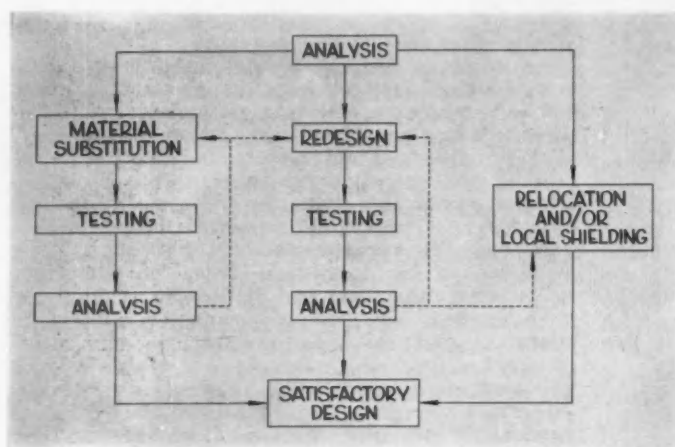 ANALYSIS
MATERIAL
SUBSTITUTION
REDESIGN
TESTING
TESTING
RELOCATION
AND/OR
LOCAL SHIELDING
ANALYSIS
ANALYSIS
SATISFACTORY
DESIGN